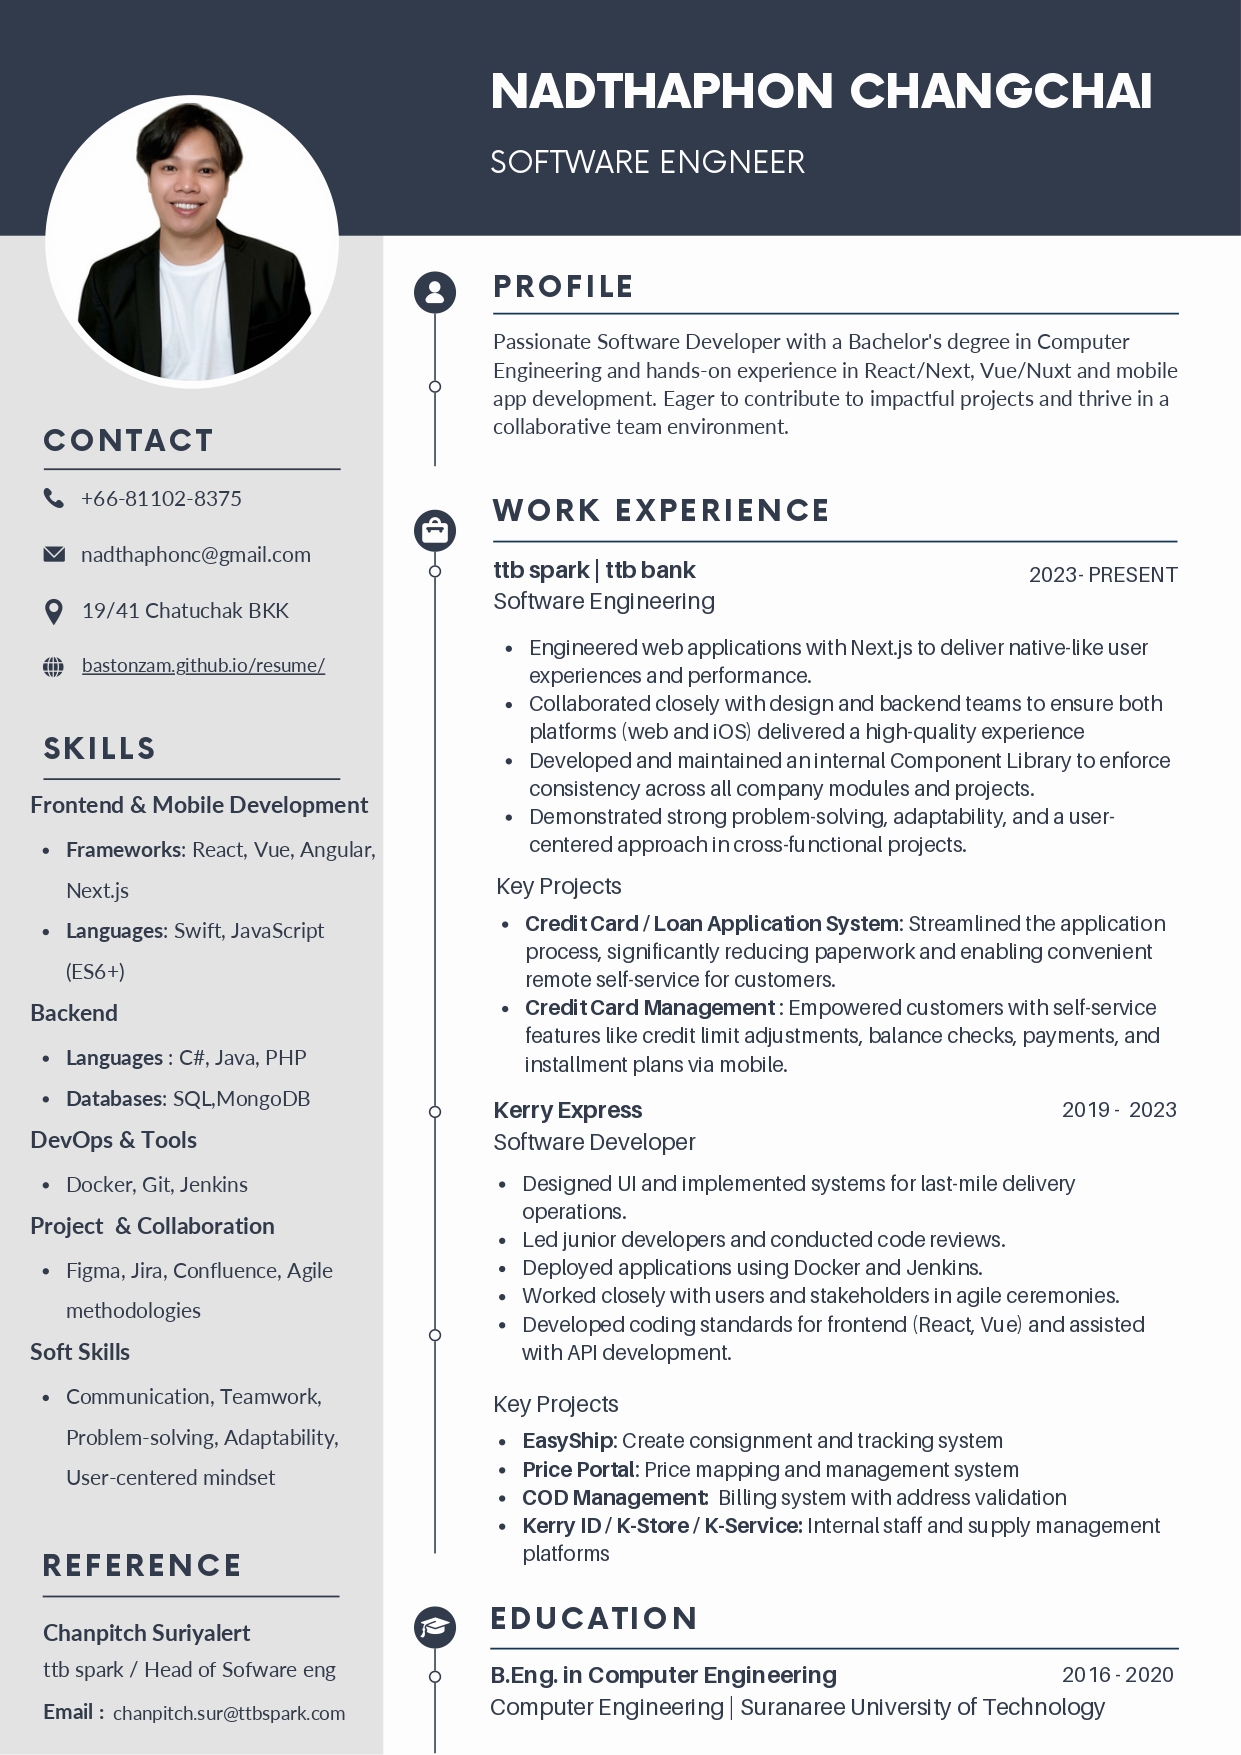 NADTHAPHON CHANGCHAI
SOFTWARE ENGNEER
CONTACT
+66-81102-8375
nadthaphonc@gmail.com
19/41 Chatuchak BKK
bastonzam.github.io/resume/
SKILLS
Frontend & Mobile Development
• Frameworks: React, Vue, Angular,
Next.js
• Languages: Swift, JavaScript
(ES6+)
Backend
• Languages : C#, Java, PHP
• Databases: SQL,MongoDB
DevOps & Tools
• Docker, Git, Jenkins
Project & Collaboration
• Figma, Jira, Confluence, Agile
methodologies
Soft Skills
• Communication, Teamwork,
Problem-solving, Adaptability,
User-centered mindset
REFERENCE
Chanpitch Suriyalert
ttb spark / Head of Sofware eng
Email : chanpitch.sur@ttbspark.com
PROFILE
Passionate Software Developer with a Bachelor's degree in Computer
Engineering and hands-on experience in React/Next, Vue/Nuxt and mobile
app development. Eager to contribute to impactful projects and thrive in a
collaborative team environment.
WORK EXPERIENCE
ttb spark | ttb bank 2023- PRESENT
Software Engineering
• Engineered web applications with Next.js to deliver native-like user
experiences and performance.
• Collaborated closely with design and backend teams to ensure both
platforms (web and iOS) delivered a high-quality experience
• Developed and maintained an internal Component Library to enforce
consistency across all company modules and projects.
• Demonstrated strong problem-solving, adaptability, and a user-
centered approach in cross-functional projects.
Key Projects
• Credit Card / Loan Application System: Streamlined the application
process, significantly reducing paperwork and enabling convenient
remote self-service for customers.
• Credit Card Management : Empowered customers with self-service
features like credit limit adjustments, balance checks, payments, and
installment plans via mobile.
Kerry Express 2019 - 2023
Software Developer
• Designed UI and implemented systems for last-mile delivery
operations.
• Led junior developers and conducted code reviews.
• Deployed applications using Docker and Jenkins.
• Worked closely with users and stakeholders in agile ceremonies.
• Developed coding standards for frontend (React, Vue) and assisted
with API development.
Key Projects
• EasyShip: Create consignment and tracking system
• Price Portal: Price mapping and management system
• COD Management: Billing system with address validation
• Kerry ID / K-Store / K-Service: Internal staff and supply management
platforms
EDUCATION
B.Eng. in Computer Engineering 2016 - 2020
Computer Engineering | Suranaree University of Technology